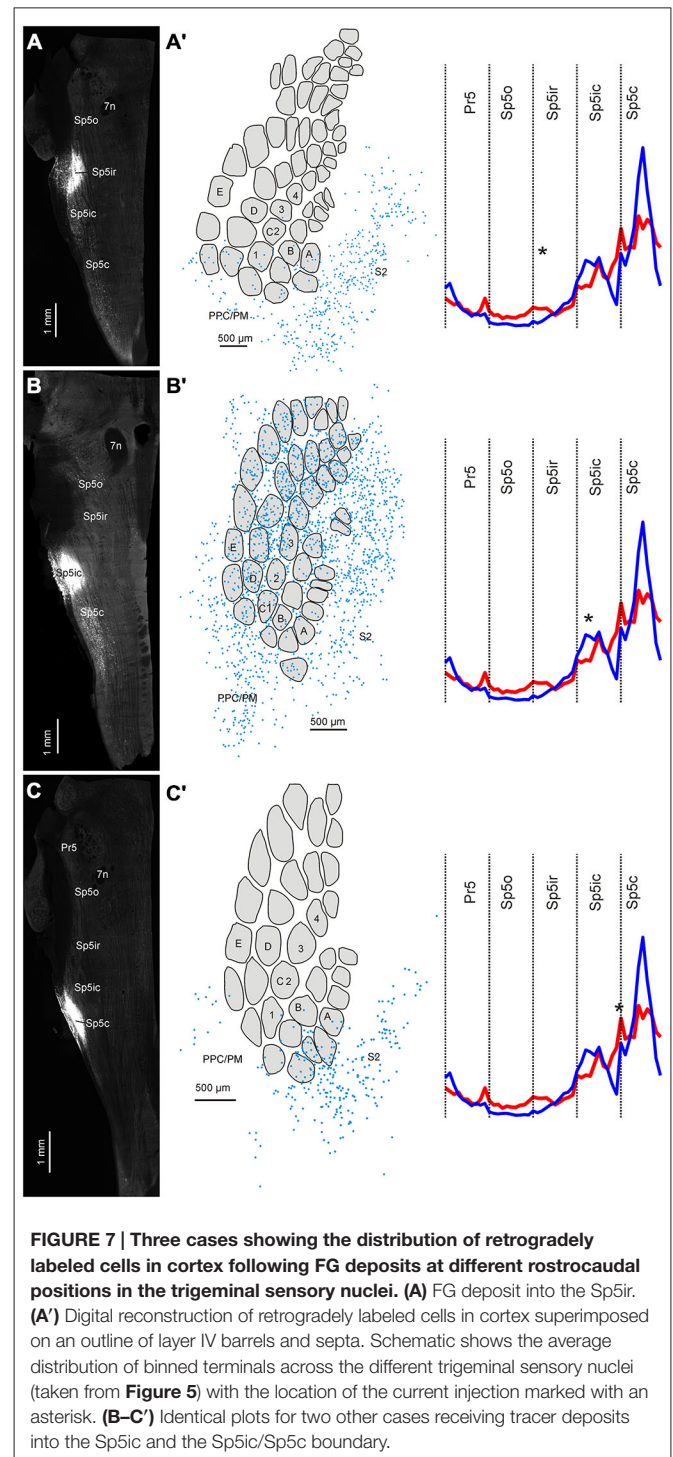 A
7n
Sp5o
Sp5ir
Sp5ic
Sp5c
1 mm
A'
E
D
4
3
C2
1
B
A
S2
PPC/PM
500 µm
Pr5
Sp5o
Sp5ir
Sp5ic
Sp5c
*
B
7n
Sp5o
Sp5ir
Sp5ic
Sp5c
1 mm
B'
E
D
3
2
C1
B
A
S2
PPC/PM
500 µm
Pr5
Sp5o
Sp5ir
Sp5ic
Sp5c
*
C
Pr5
7n
Sp5o
Sp5ir
Sp5ic
Sp5c
1 mm
C'
4
E
D
3
C 2
1
B
A
PPC/PM
S2
500 µm
Pr5
Sp5o
Sp5ir
Sp5ic
Sp5c
*
FIGURE 7 | Three cases showing the distribution of retrogradely
labeled cells in cortex following FG deposits at different rostrocaudal
positions in the trigeminal sensory nuclei. (A) FG deposit into the Sp5ir.
(A′) Digital reconstruction of retrogradely labeled cells in cortex superimposed
on an outline of layer IV barrels and septa. Schematic shows the average
distribution of binned terminals across the different trigeminal sensory nuclei
(taken from Figure 5) with the location of the current injection marked with an
asterisk. (B–C′) Identical plots for two other cases receiving tracer deposits
into the Sp5ic and the Sp5ic/Sp5c boundary.